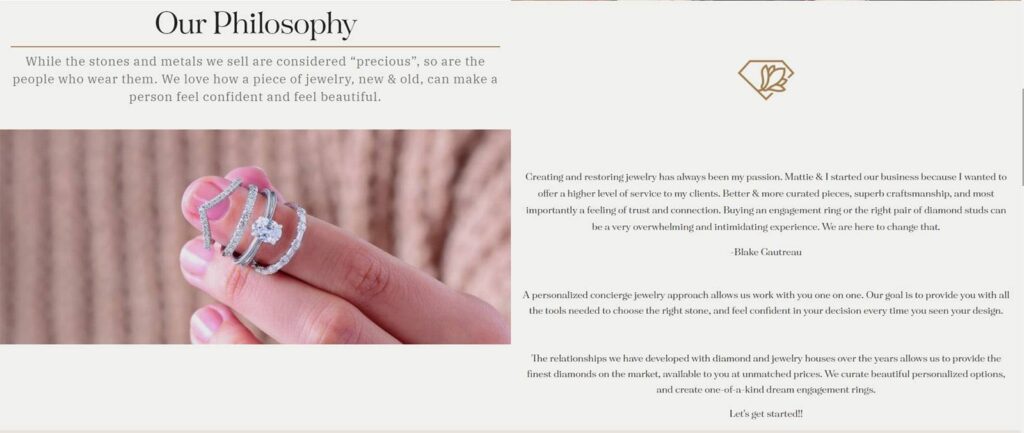 Our Philosophy
While the stones and metals we sell are considered “precious”, so are the
people who wear them. We love how a piece of jewelry, new & old, can make a
person feel confident and feel beautiful.
Creating and restoring jewelry has always been my passion. Mattie & I started our business because I wanted to
offer a higher level of service to my clients. Better & more curated pieces, superb craftsmanship, and most
importantly a feeling of trust and connection. Buying an engagement ring or the right pair of diamond studs can
be a very overwhelming and intimidating experience. We are here to change that.
-Blake Gautreau
A personalized concierge jewelry approach allows us work with you one on one. Our goal is to provide you with all
the tools needed to choose the right stone, and feel confident in your decision every time you seen your design.
The relationships we have developed with diamond and jewelry houses over the years allows us to provide the
finest diamonds on the market, available to you at unmatched prices. We curate beautiful personalized options,
and create one-of-a-kind dream engagement rings.
Let's get started!!